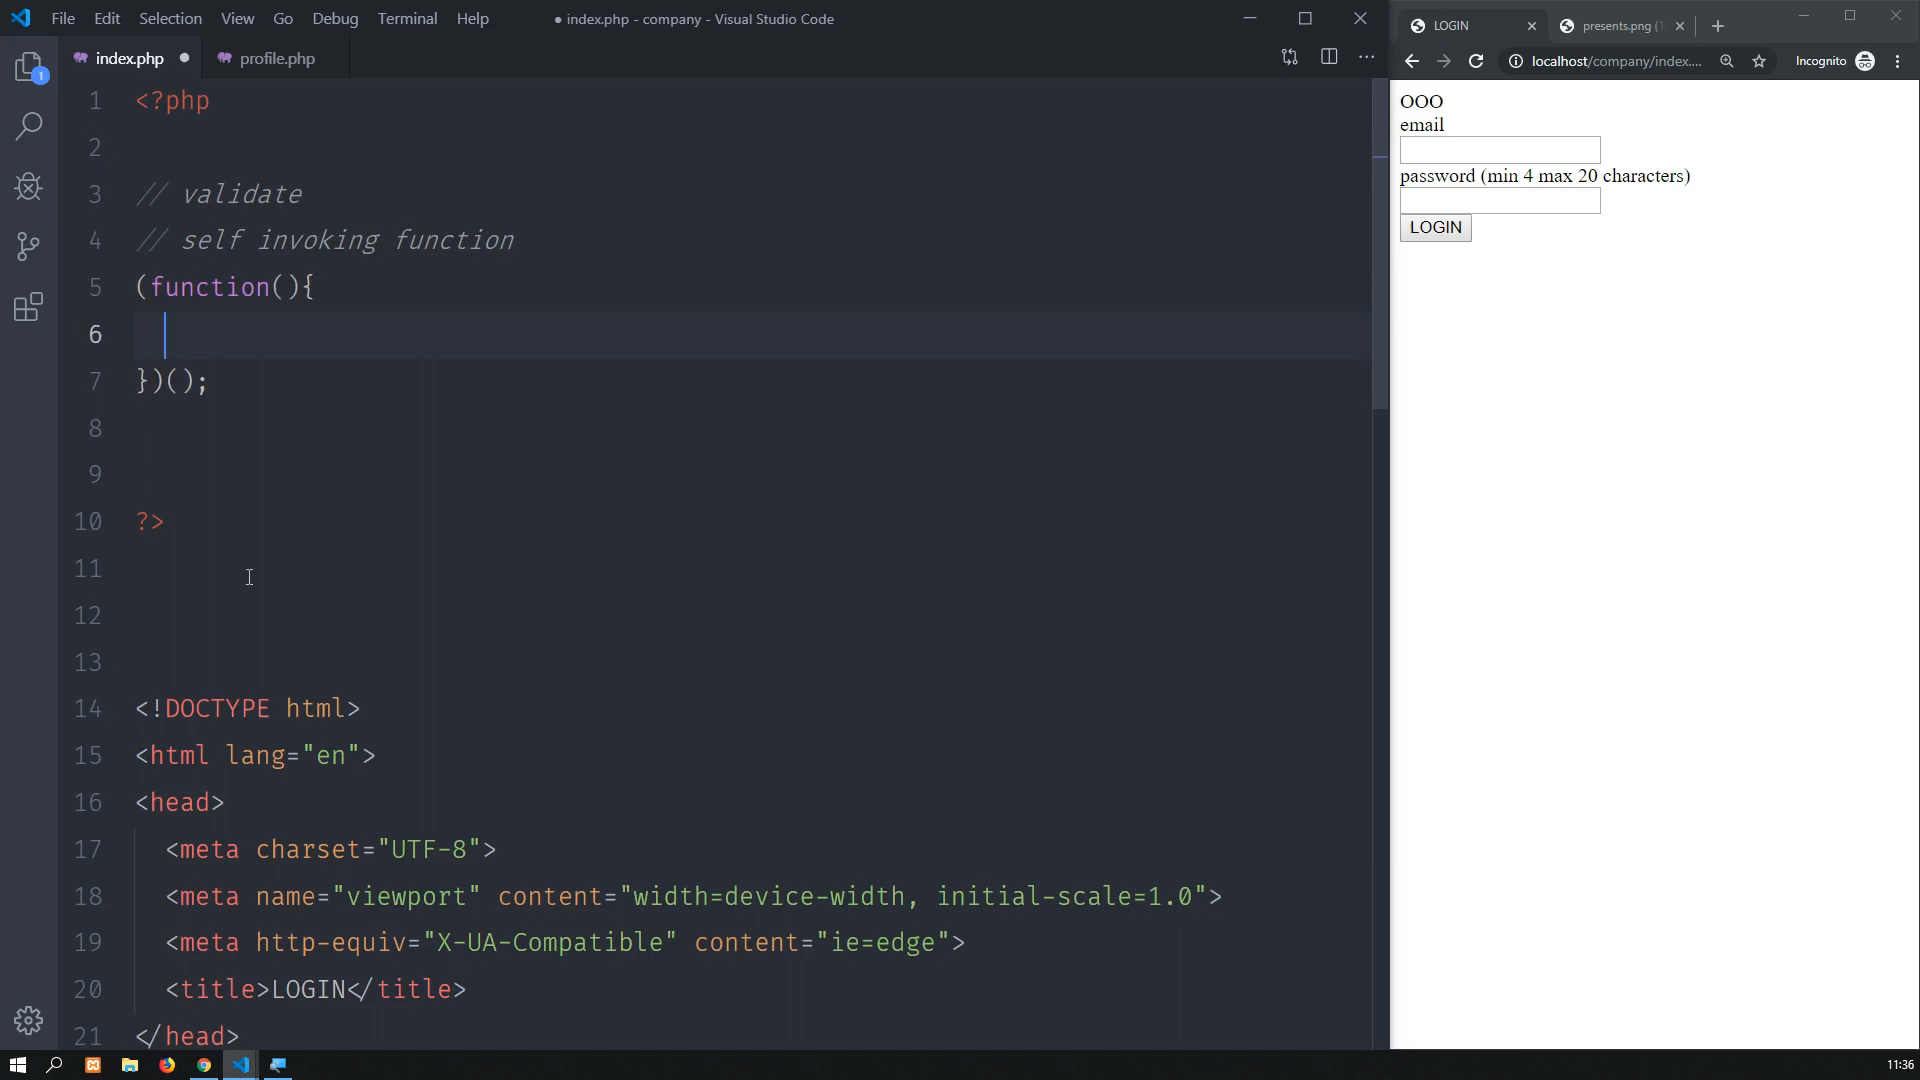 File Edit Selection View Go Debug Terminal Help ● index.php - company - Visual Studio Code
index.php ● profile.php
1
1 <?php
2
3 // validate
4 // self invoking function
5 (function(){
6
7 })();
8
9
10 ?>
11
12
13
14 <!DOCTYPE html>
15 <html lang="en">
16 <head>
17 <meta charset="UTF-8">
18 <meta name="viewport" content="width=device-width, initial-scale=1.0">
19 <meta http-equiv="X-UA-Compatible" content="ie=edge">
20 <title>LOGIN</title>
21 </head>
LOGIN presents.png (1
localhost/company/index.... Incognito
OOO
email
password (min 4 max 20 characters)
LOGIN
11:36